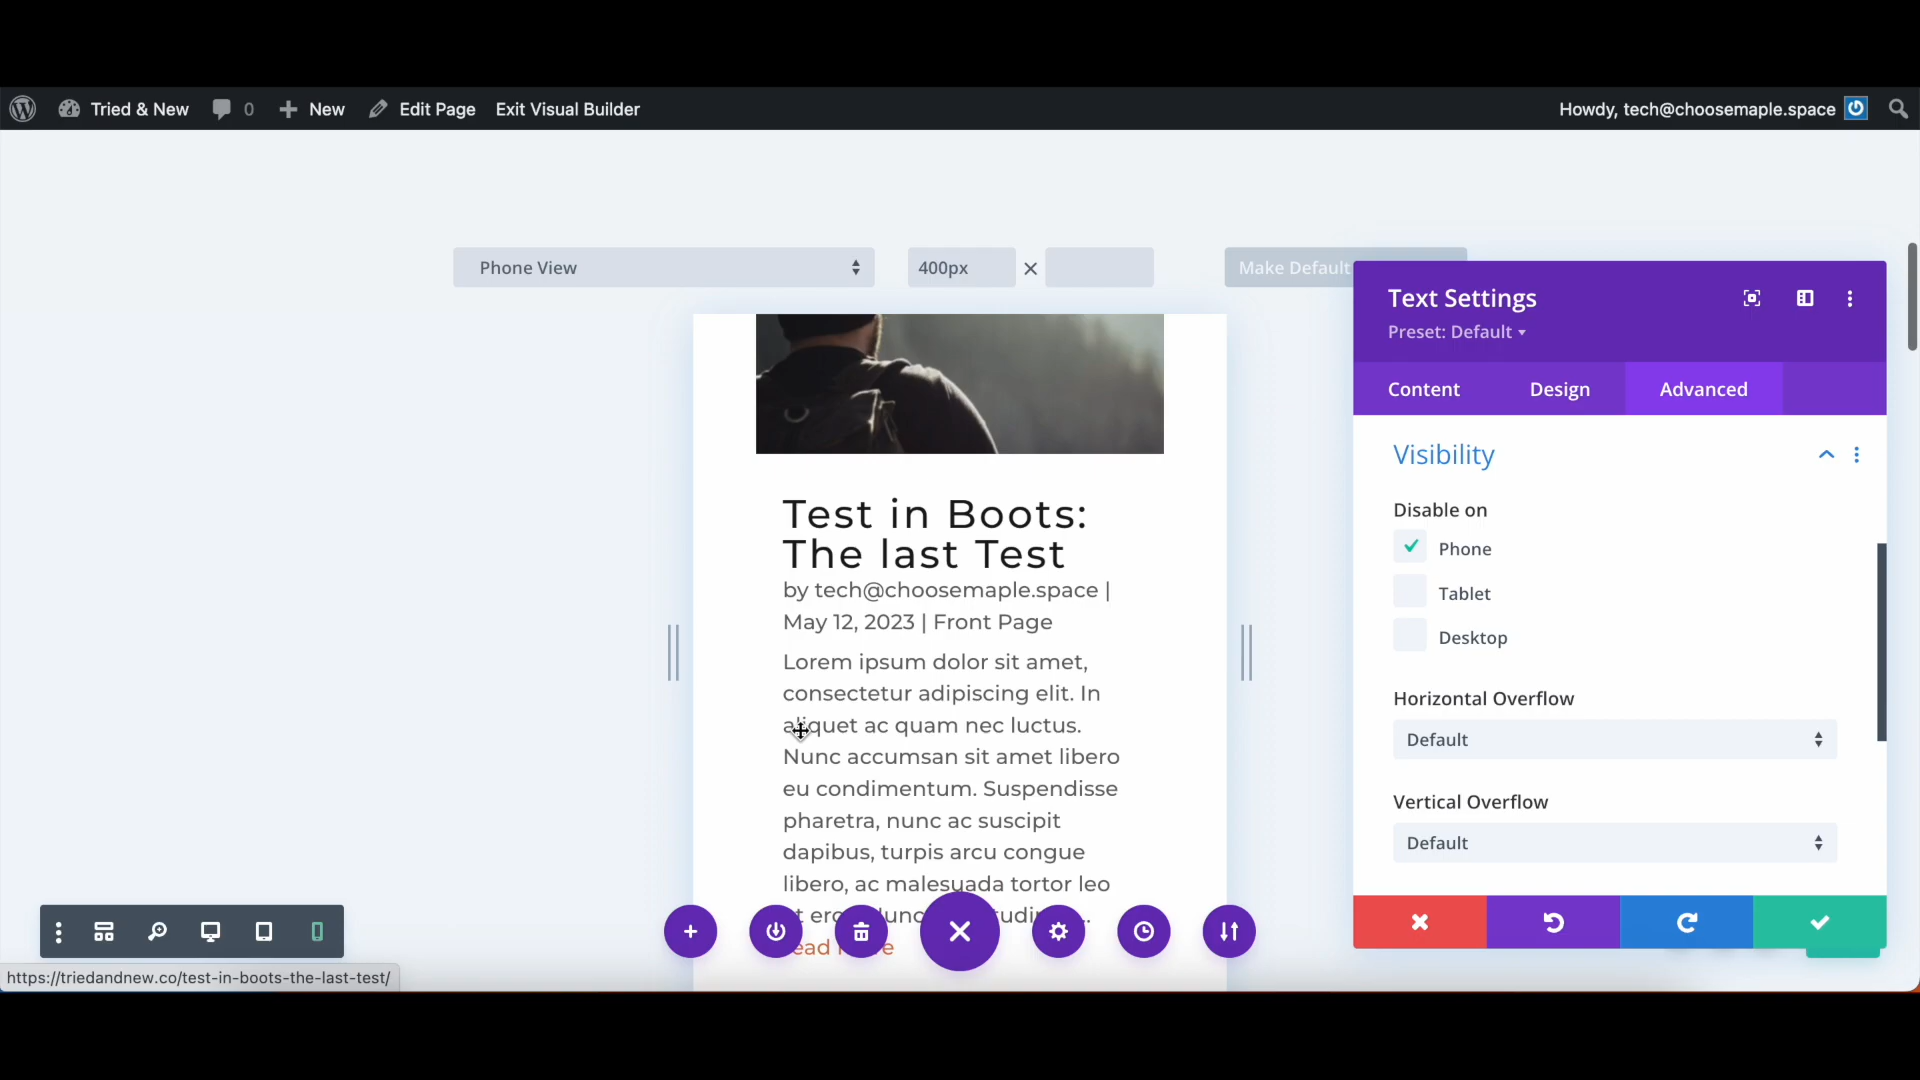 Tried & New 0 New Edit Page Exit Visual Builder Howdy, tech@choosemaple.space
Phone View 400px × Make Default
Test in Boots:
The last Test
by tech@choosemaple.space |
May 12, 2023 | Front Page
Lorem ipsum dolor sit amet,
consectetur adipiscing elit. In
aliquet ac quam nec luctus.
Nunc accumsan sit amet libero
eu condimentum. Suspendisse
pharetra, nunc ac suscipit
dapibus, turpis arcu congue
libero, ac malesuada tortor leo
Text Settings
Preset: Default
Content Design Advanced
Visibility
Disable on
Phone
Tablet
Desktop
Horizontal Overflow
Default
Vertical Overflow
Default
https://triedandnew.co/test-in-boots-the-last-test/